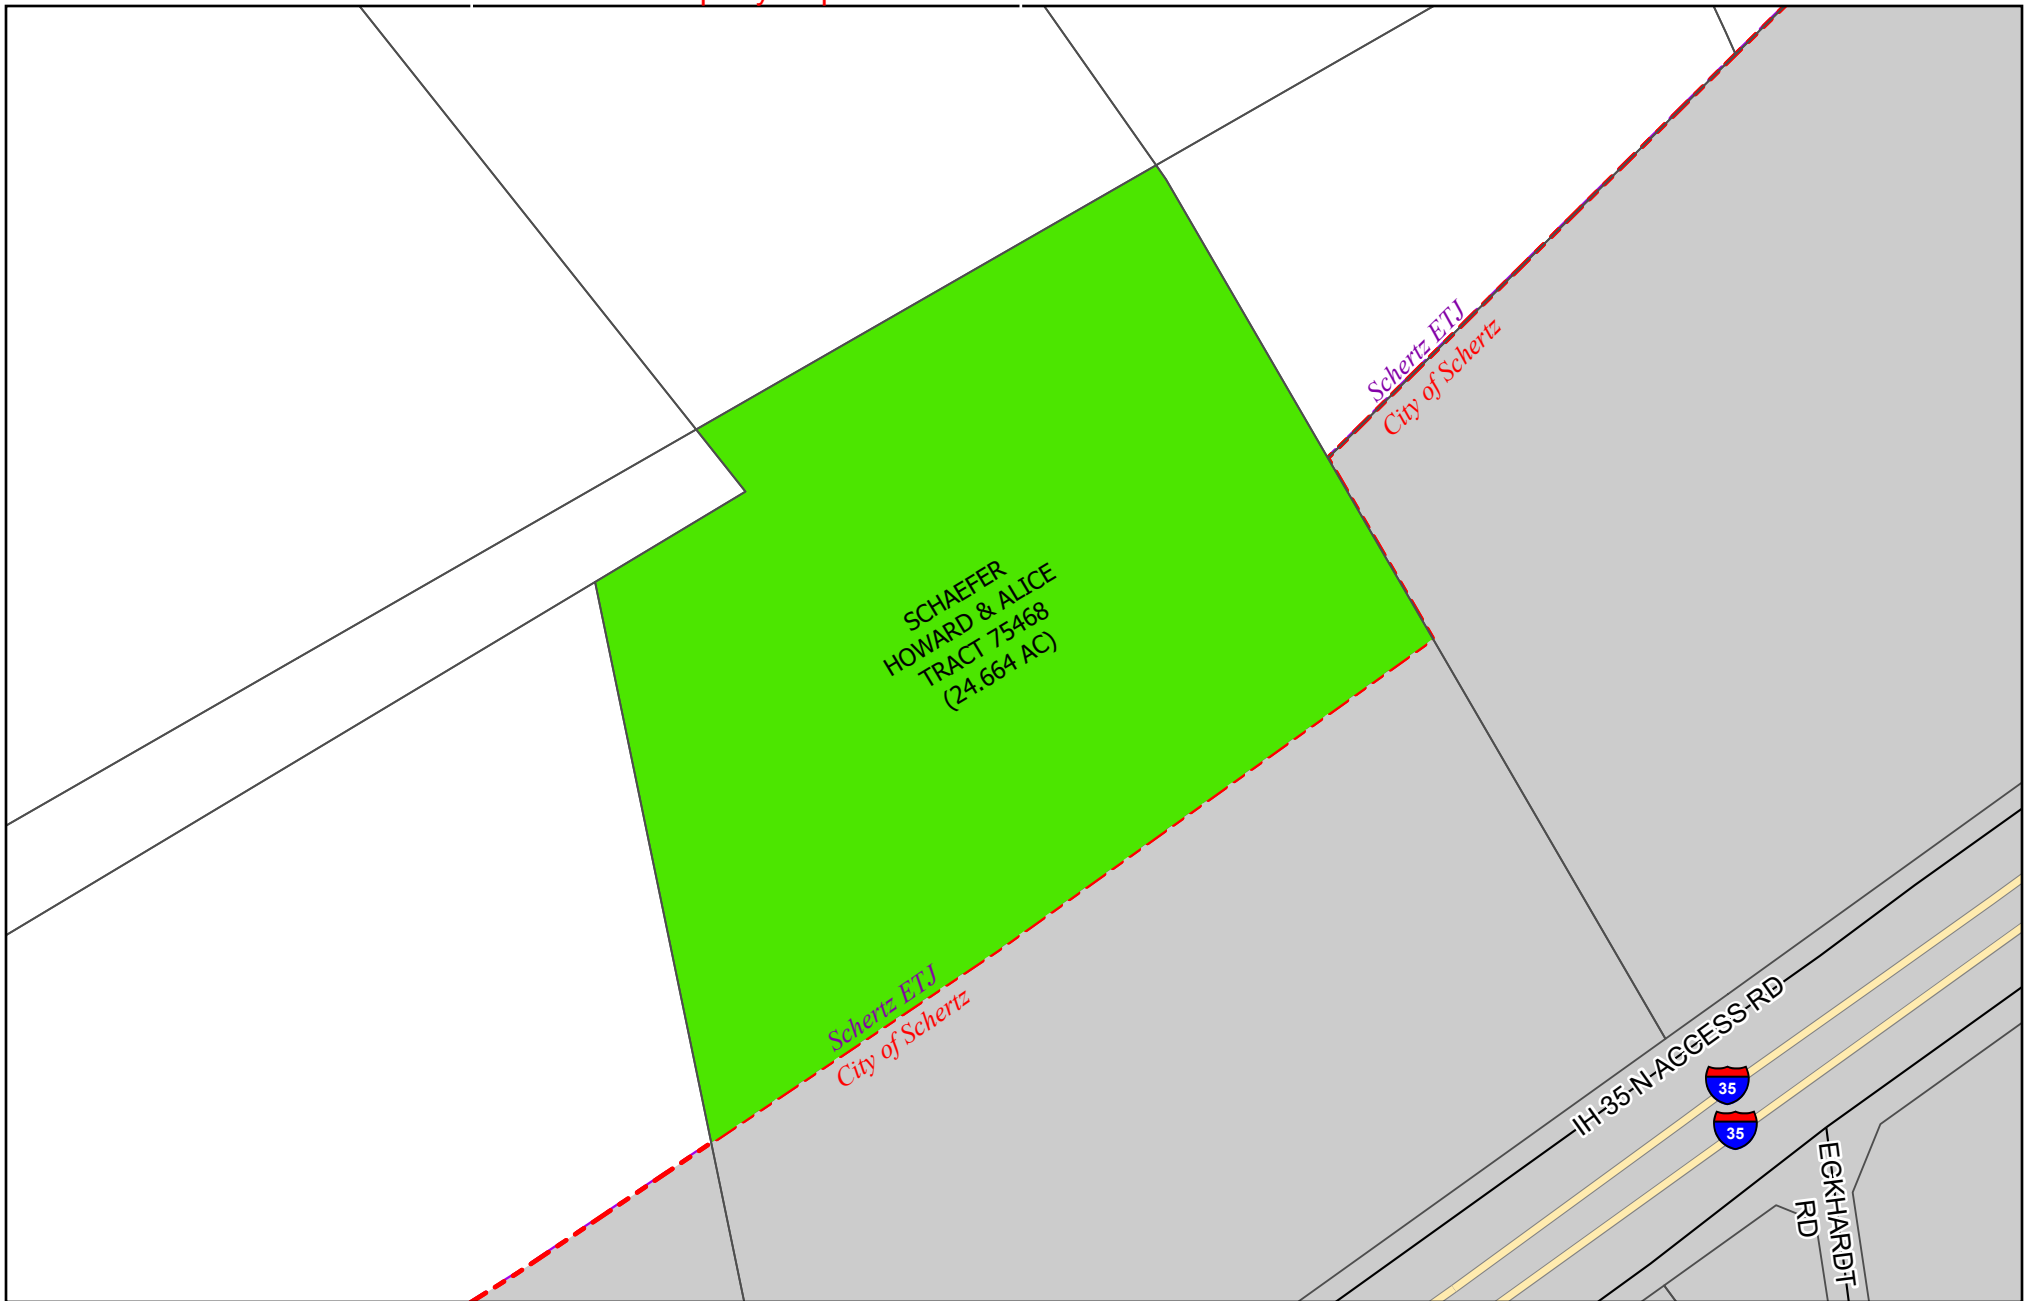 Schertz ETJ
City of Schertz
SCHAEFER
HOWARD & ALICE
TRACT 75468
(24.664 AC)
Schertz ETJ
City of Schertz
IH-35-N-ACCESS-RD
35
35
ECKHARDT
RD